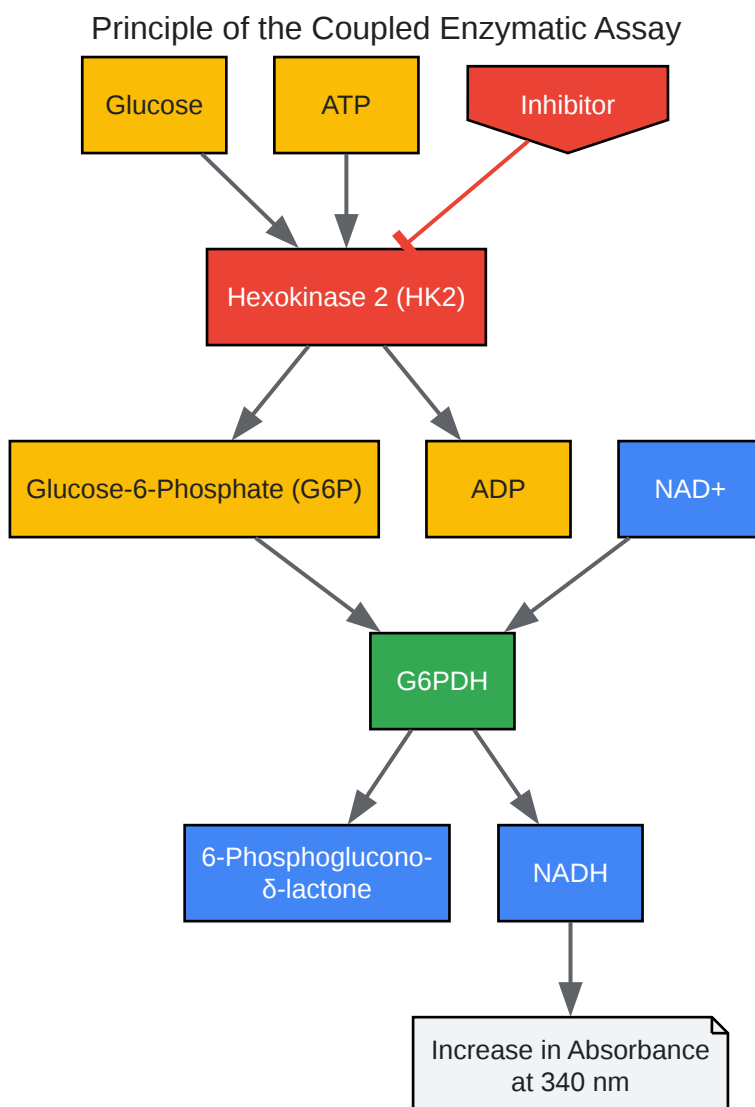 Principle of the Coupled Enzymatic Assay
Glucose
ATP
Inhibitor
Hexokinase 2 (HK2)
Glucose-6-Phosphate (G6P)
ADP
NAD+
G6PDH
6-Phosphoglucono-
δ-lactone
NADH
Increase in Absorbance
at 340 nm